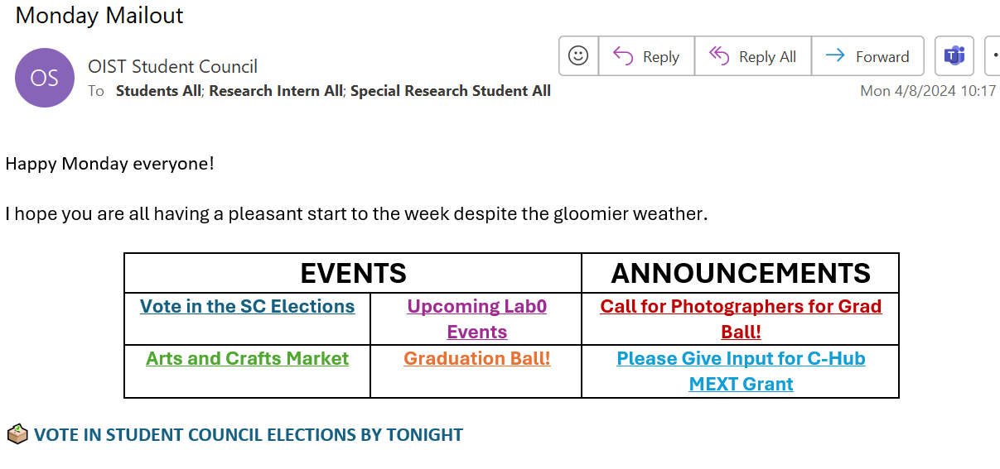 Monday Mailout
OS
OIST Student Council
To Students All; Research Intern All; Special Research Student All
Reply
Reply All
Forward
Mon 4/8/2024 10:17
Happy Monday everyone!
I hope you are all having a pleasant start to the week despite the gloomier weather.
EVENTS
ANNOUNCEMENTS
Vote in the SC Elections
Upcoming Lab0
Events
Call for Photographers for Grad
Ball!
Arts and Crafts Market
Graduation Ball!
Please Give Input for C-Hub
MEXT Grant
VOTE IN STUDENT COUNCIL ELECTIONS BY TONIGHT